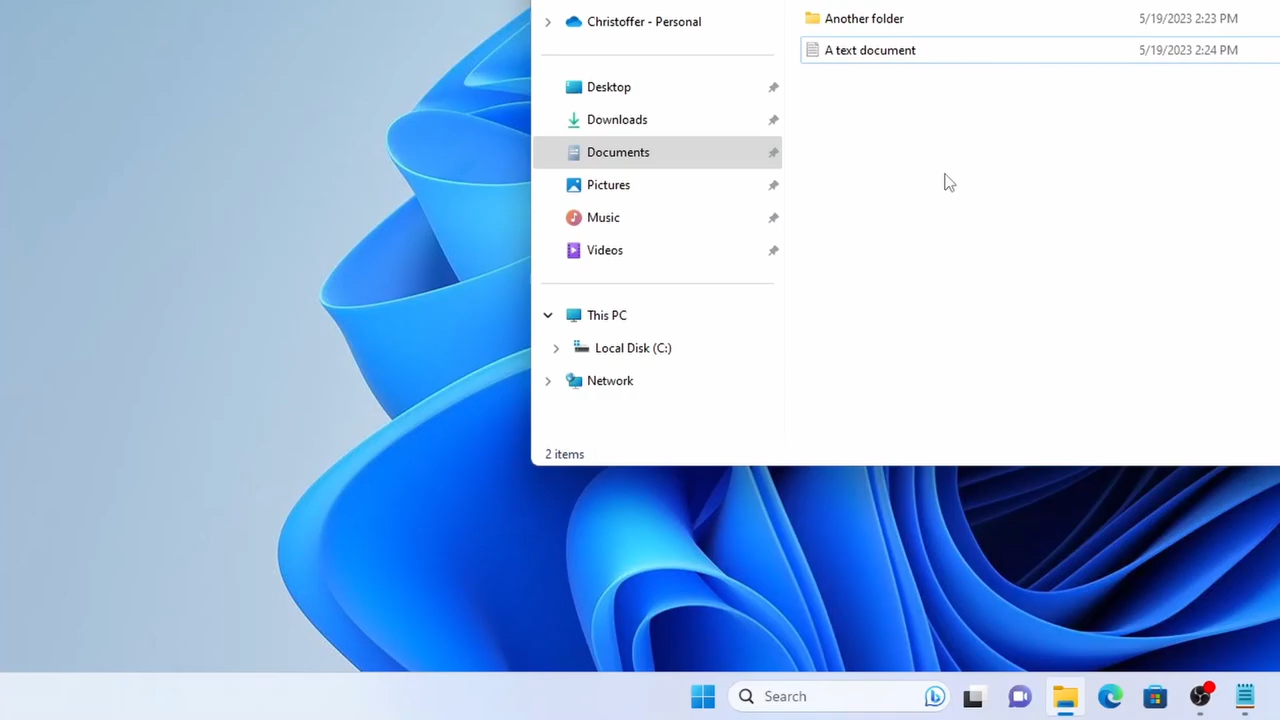 Christoffer - Personal
Another folder 5/19/2023 2:23 PM
A text document 5/19/2023 2:24 PM
Desktop
Downloads
Documents
Pictures
Music
Videos
This PC
Local Disk (C:)
Network
2 items
Search